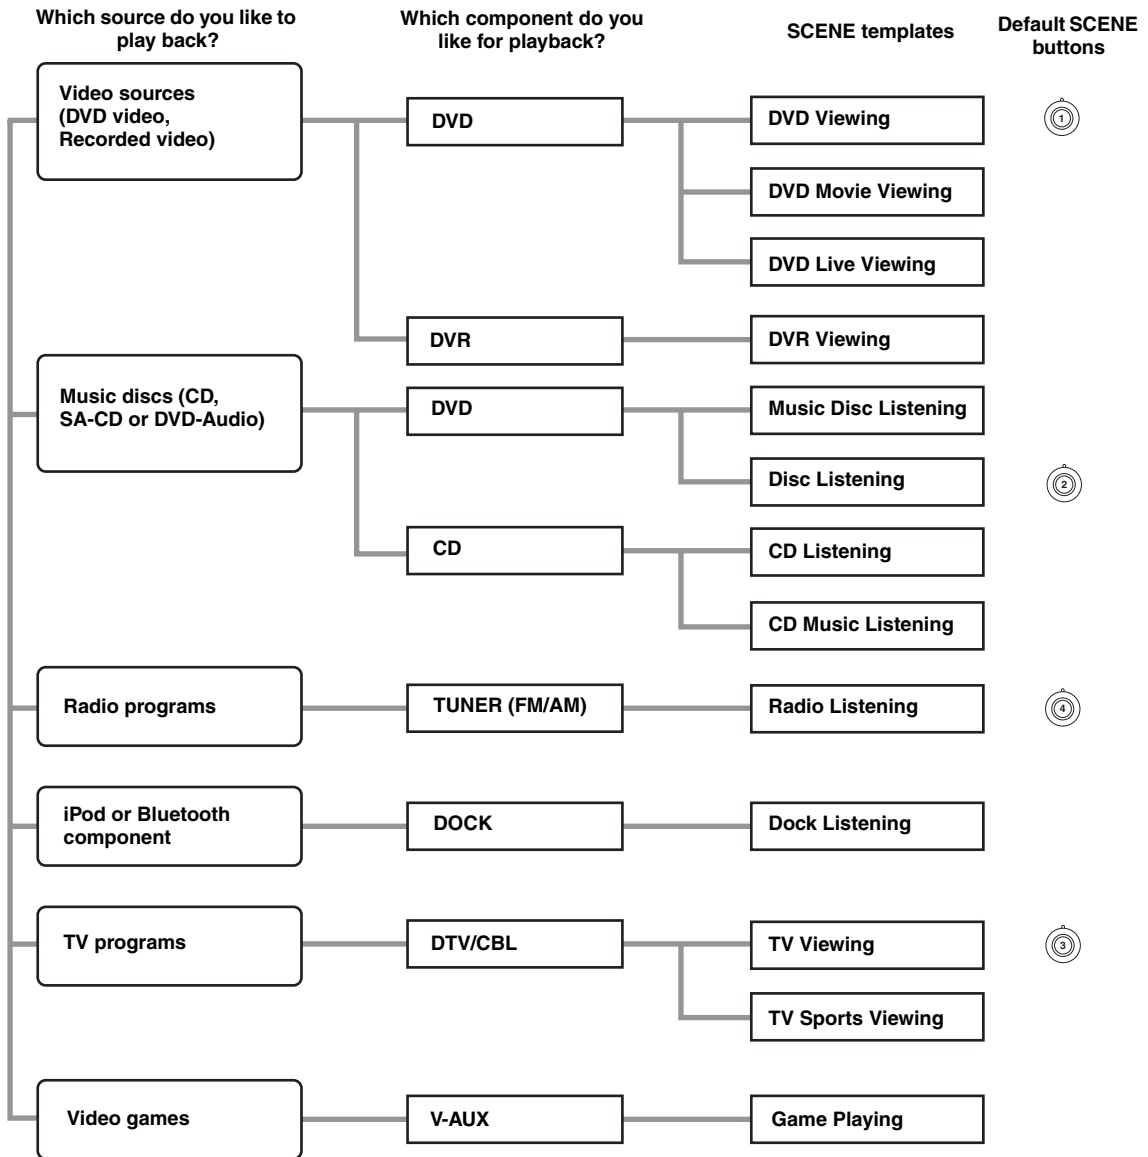 Which source do you like to
play back?
Which component do you
like for playback?
SCENE templates
Default SCENE
buttons
Video sources
(DVD video,
Recorded video)
DVD
DVD Viewing
1
DVD Movie Viewing
DVD Live Viewing
DVR
DVR Viewing
Music discs (CD,
SA-CD or DVD-Audio)
DVD
Music Disc Listening
Disc Listening
2
CD
CD Listening
CD Music Listening
Radio programs
TUNER (FM/AM)
Radio Listening
4
iPod or Bluetooth
component
DOCK
Dock Listening
TV programs
DTV/CBL
TV Viewing
3
TV Sports Viewing
Video games
V-AUX
Game Playing